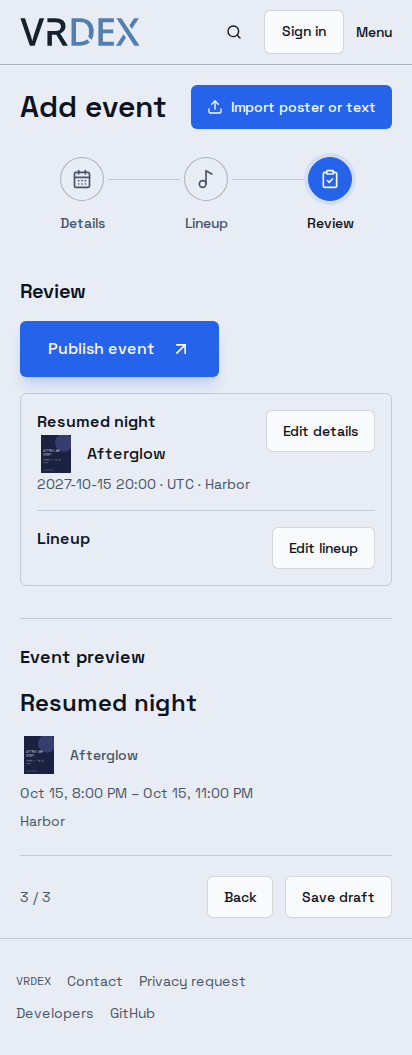 VRDEX
Sign in
Menu
Add event
Import poster or text
Details
Lineup
Review
Review
Publish event
Resumed night
Edit details
Afterglow
2027-10-15 20:00 · UTC · Harbor
Lineup
Edit lineup
Event preview
Resumed night
Afterglow
Oct 15, 8:00 PM – Oct 15, 11:00 PM
Harbor
3 / 3
Back
Save draft
VRDEX
Contact
Privacy request
Developers
GitHub